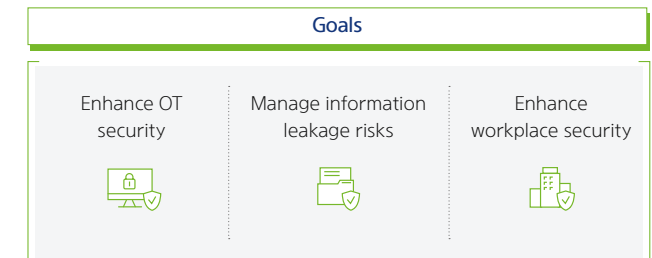 Goals
Enhance OT
security
Manage information
leakage risks
Enhance
workplace security